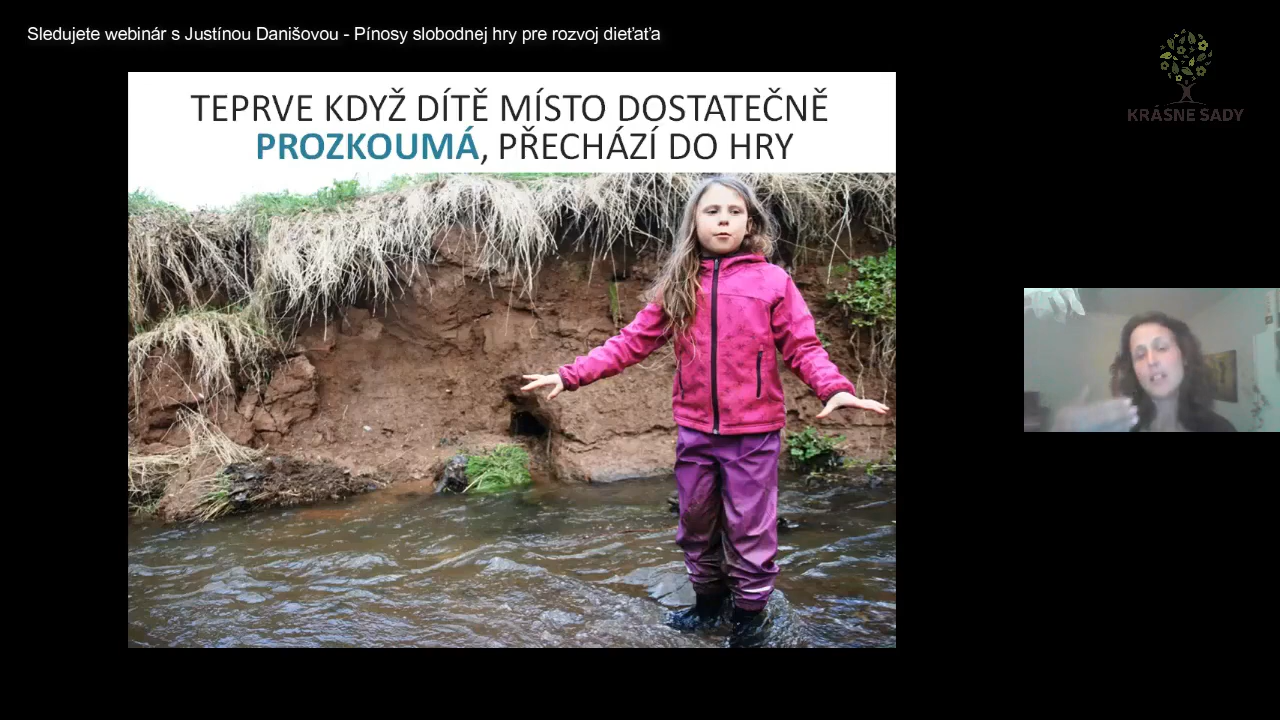 Sledujete webinár s Justínou Danišovou - Pínosy slobodnej hry pre rozvoj dieťaťa
KRÁSNE SADY
TEPRVE KDYŽ DÍTĚ MÍSTO DOSTATEČNĚ
PROZKOUMÁ, PŘECHÁZÍ DO HRY